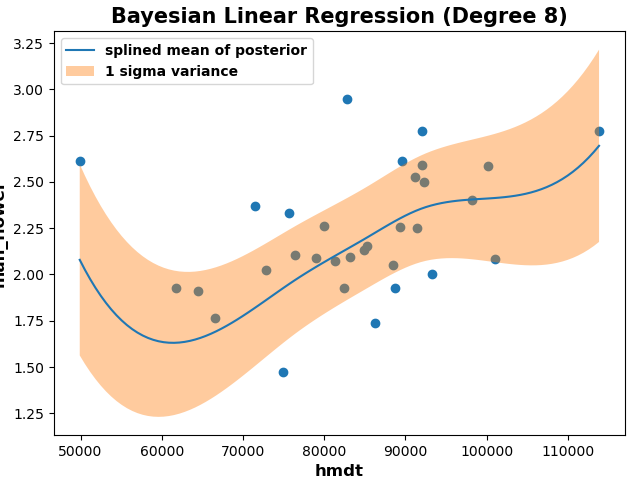 Bayesian Linear Regression (Degree 8)
splined mean of posterior
1 sigma variance
3.25
3.00
2.75
2.50
2.25
2.00
1.75
1.50
1.25
50000 60000 70000 80000 90000 100000 110000
hmdt